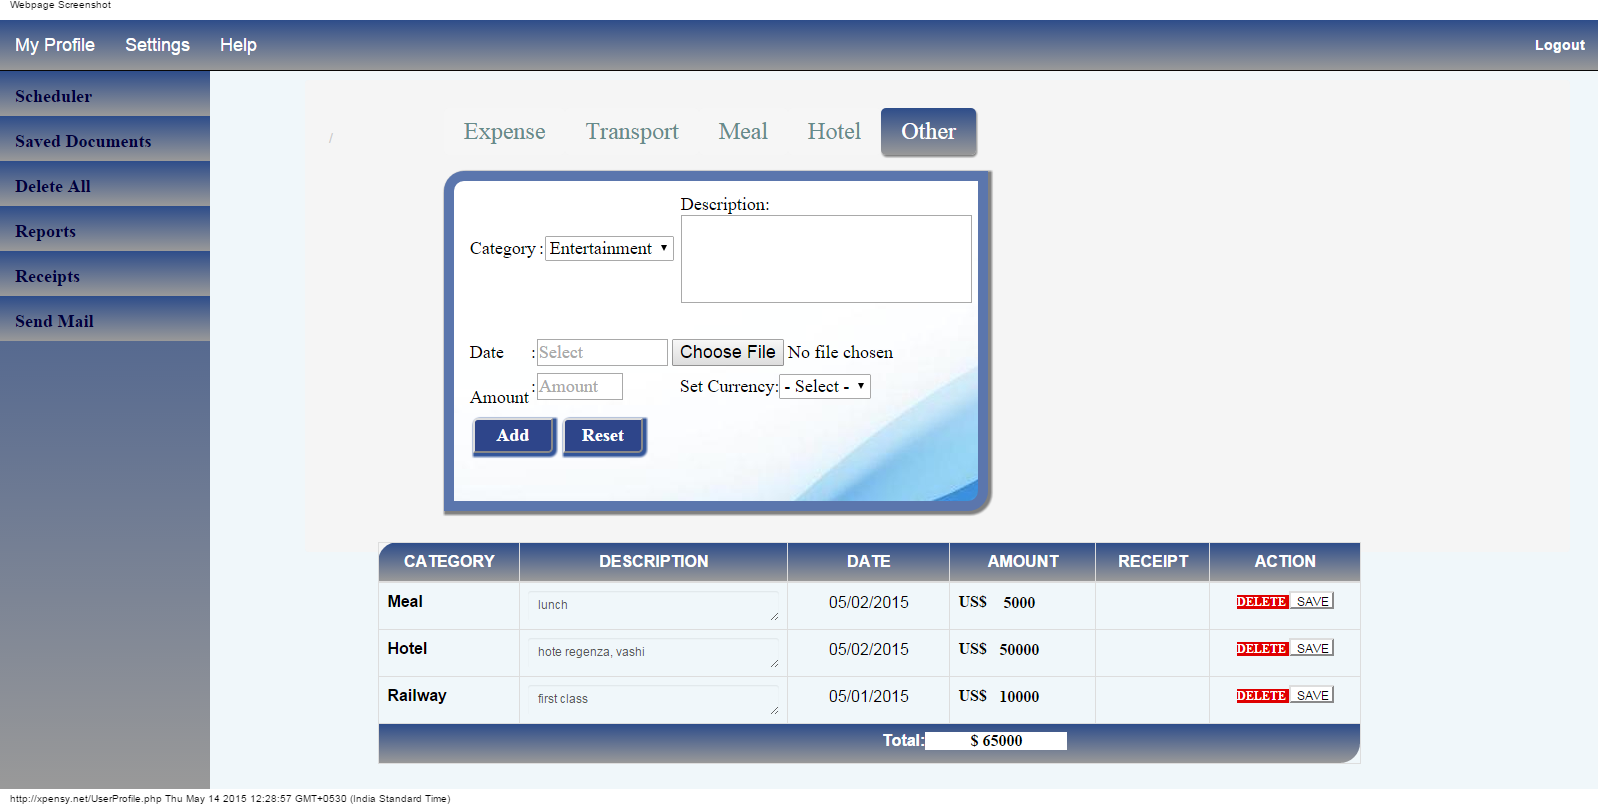 Webpage Screenshot
My Profile Settings Help Logout
Scheduler
Saved Documents
Delete All
Reports
Receipts
Send Mail
/
Expense Transport Meal Hotel Other
Description:
Category : Entertainment
Date : Select Choose File No file chosen
Amount : Amount Set Currency: - Select -
Add Reset
CATEGORY DESCRIPTION DATE AMOUNT RECEIPT ACTION
Meal lunch 05/02/2015 US$ 5000 DELETE SAVE
Hotel hote regenza, vashi 05/02/2015 US$ 50000 DELETE SAVE
Railway first class 05/01/2015 US$ 10000 DELETE SAVE
Total: $ 65000
http://xpensy.net/UserProfile.php Thu May 14 2015 12:28:57 GMT+0530 (India Standard Time)